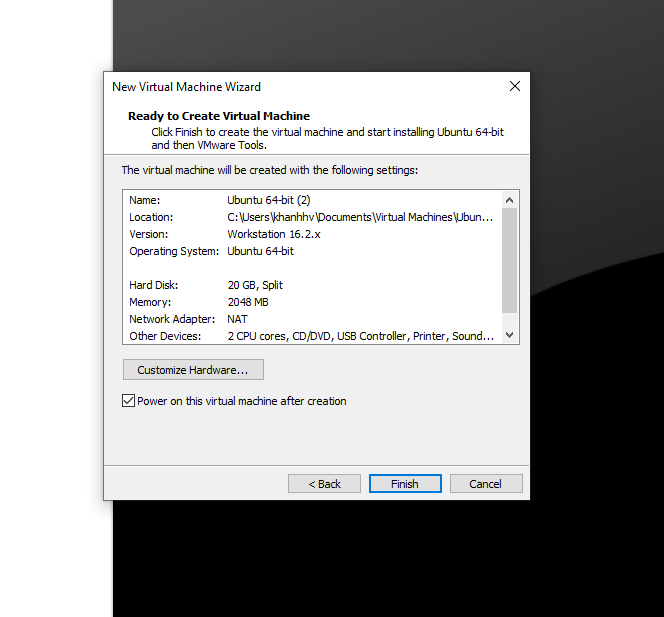 New Virtual Machine Wizard
Ready to Create Virtual Machine
Click Finish to create the virtual machine and start installing Ubuntu 64-bit
and then VMware Tools.
The virtual machine will be created with the following settings:
Name: Ubuntu 64-bit (2)
Location: C:\Users\khanhhv\Documents\Virtual Machines\Ubun...
Version: Workstation 16.2.x
Operating System: Ubuntu 64-bit
Hard Disk: 20 GB, Split
Memory: 2048 MB
Network Adapter: NAT
Other Devices: 2 CPU cores, CD/DVD, USB Controller, Printer, Sound...
Customize Hardware...
Power on this virtual machine after creation
< Back Finish Cancel